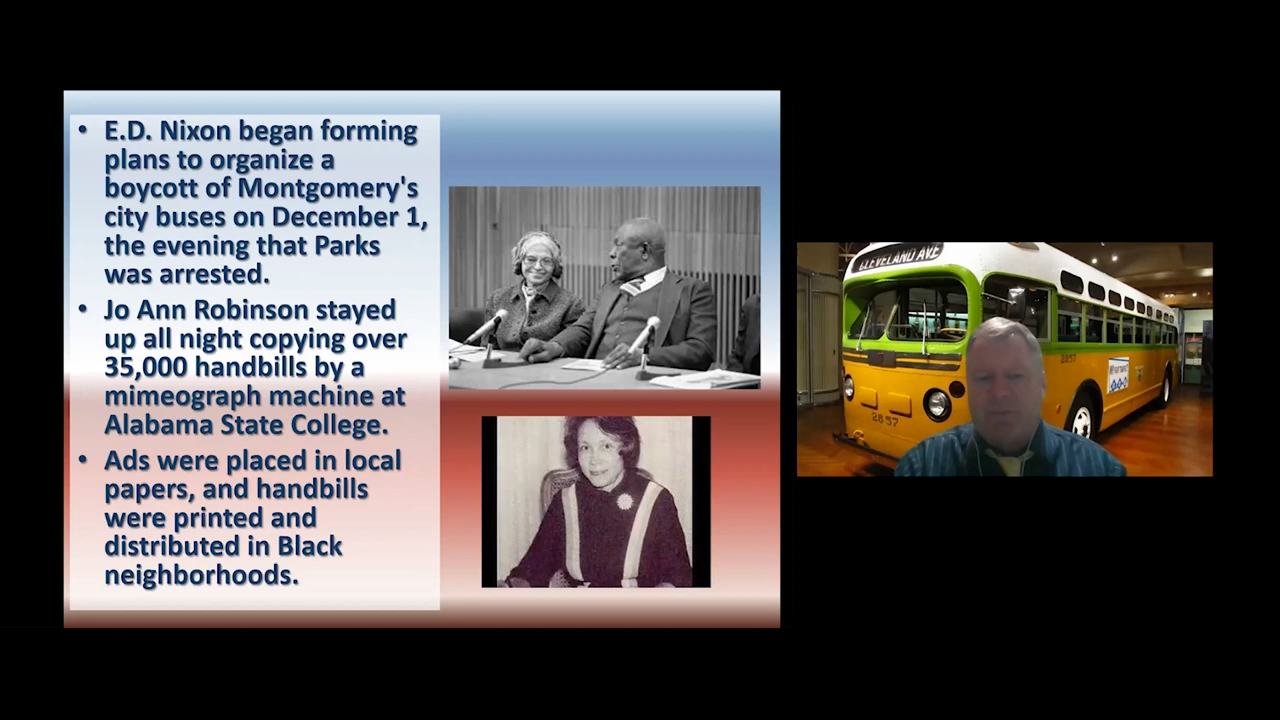 • E.D. Nixon began forming
plans to organize a
boycott of Montgomery's
city buses on December 1,
the evening that Parks
was arrested.
• Jo Ann Robinson stayed
up all night copying over
35,000 handbills by a
mimeograph machine at
Alabama State College.
• Ads were placed in local
papers, and handbills
were printed and
distributed in Black
neighborhoods.
CLEVELAND AVE
2857
2857